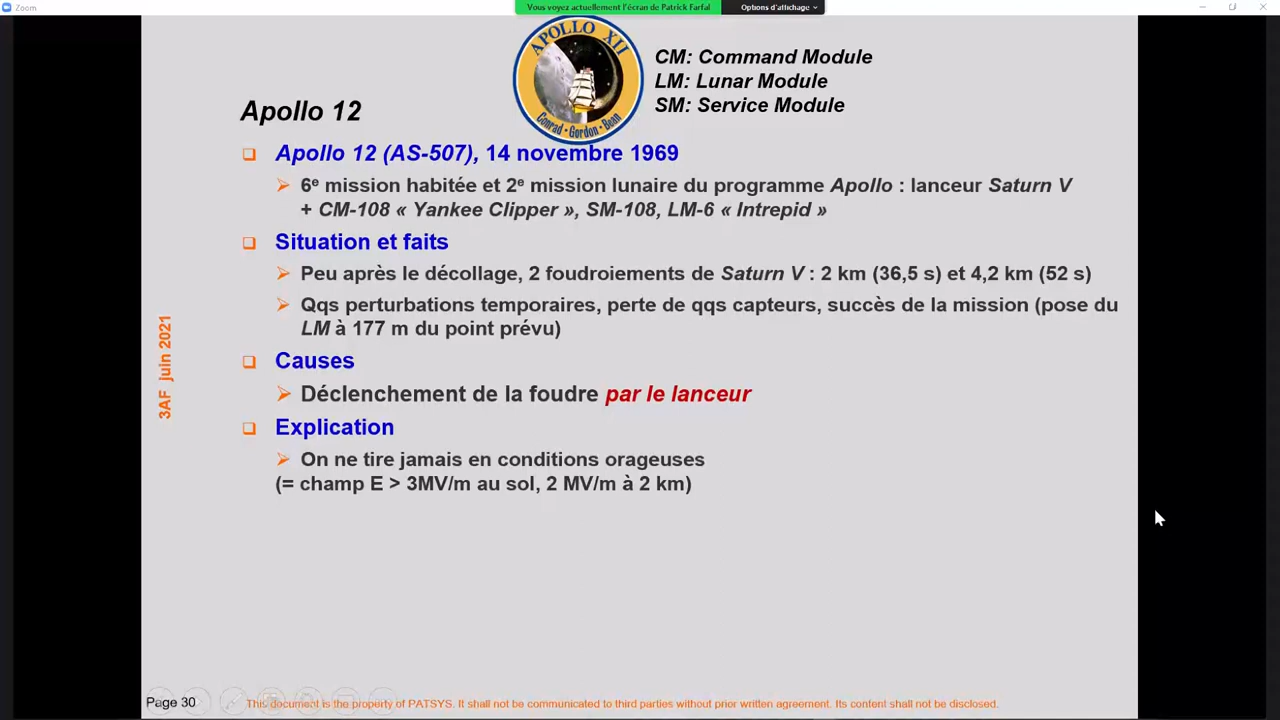 Zoom
Vous voyez actuellement l'écran de Patrick Farfal
Options d'affichage
APOLLO XII
Conrad • Gordon • Bean
CM: Command Module
LM: Lunar Module
SM: Service Module
Apollo 12
Apollo 12 (AS-507), 14 novembre 1969
6e mission habitée et 2e mission lunaire du programme Apollo : lanceur Saturn V
+ CM-108 « Yankee Clipper », SM-108, LM-6 « Intrepid »
Situation et faits
Peu après le décollage, 2 foudroiements de Saturn V : 2 km (36,5 s) et 4,2 km (52 s)
Qqs perturbations temporaires, perte de qqs capteurs, succès de la mission (pose du
LM à 177 m du point prévu)
Causes
Déclenchement de la foudre par le lanceur
Explication
On ne tire jamais en conditions orageuses
(= champ E > 3MV/m au sol, 2 MV/m à 2 km)
3AF juin 2021
Page 30
This document is the property of PATSYS. It shall not be communicated to third parties without prior written agreement. Its content shall not be disclosed.